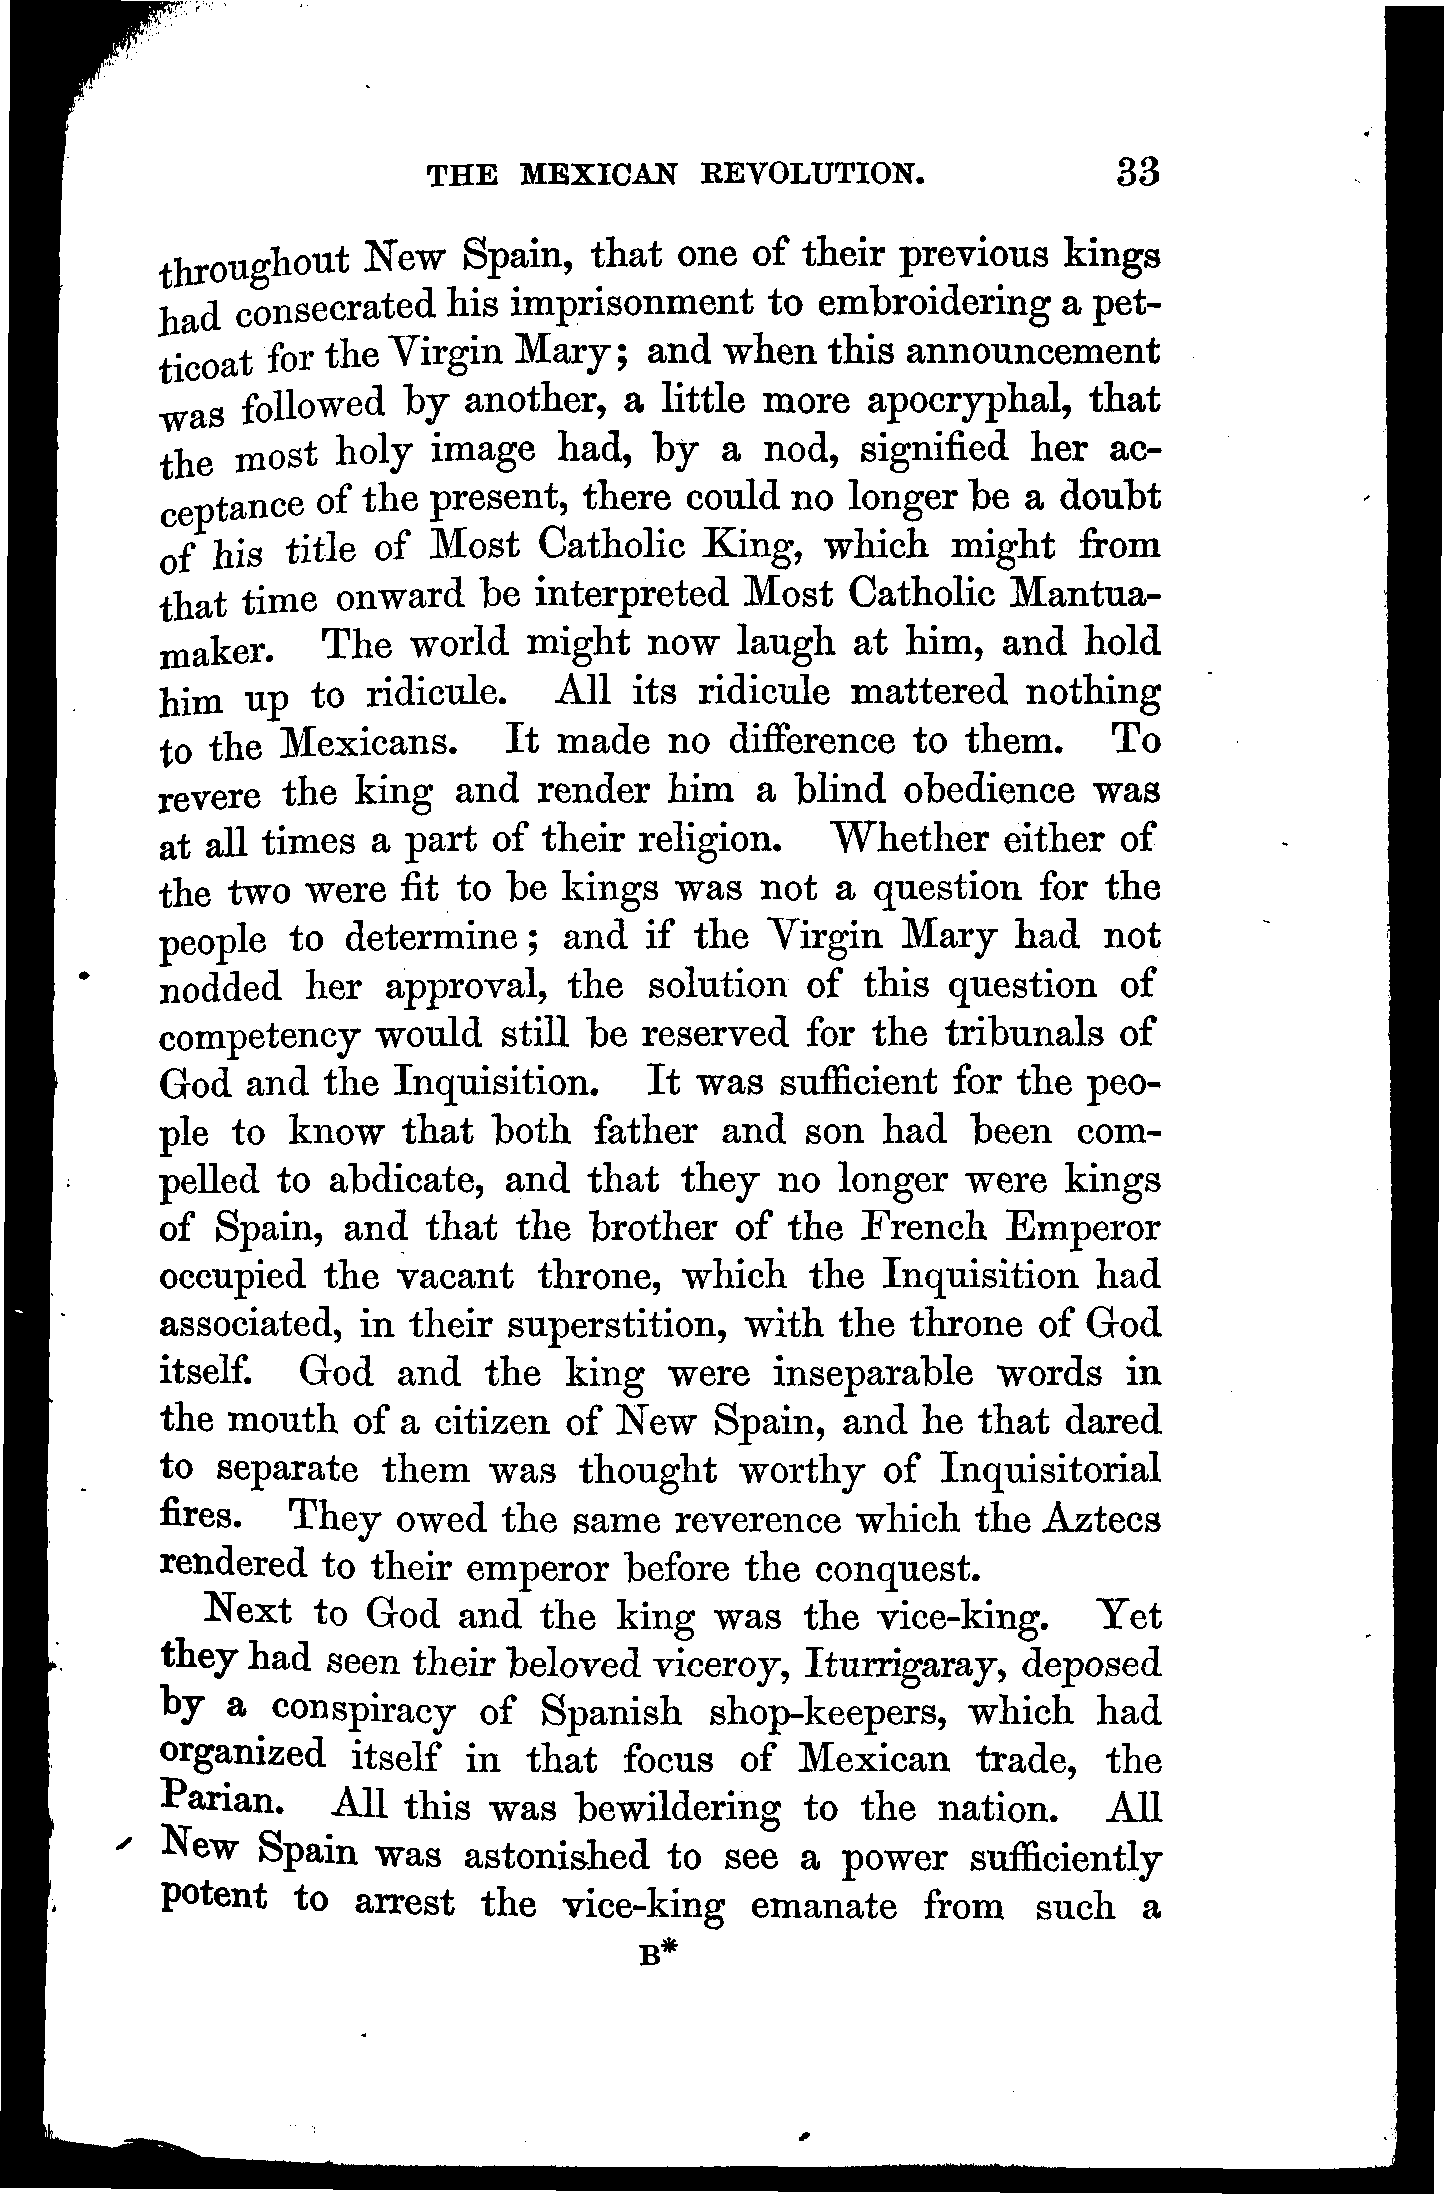 THE MEXICAN REVOLUTION. 33
throughout New Spain, that one of their previous kings
had consecrated his imprisonment to embroidering a pet-
ticoat for the Virgin Mary; and when this announcement
was followed by another, a little more apocryphal, that
the most holy image had, by a nod, signified her ac-
ceptance of the present, there could no longer be a doubt
of his title of Most Catholic King, which might from
that time onward be interpreted Most Catholic Mantua-
maker. The world might now laugh at him, and hold
him up to ridicule. All its ridicule mattered nothing
to the Mexicans. It made no difference to them. To
revere the king and render him a blind obedience was
at all times a part of their religion. Whether either of
the two were fit to be kings was not a question for the
people to determine; and if the Virgin Mary had not
nodded her approval, the solution of this question of
competency would still be reserved for the tribunals of
God and the Inquisition. It was sufficient for the peo-
ple to know that both father and son had been com-
pelled to abdicate, and that they no longer were kings
of Spain, and that the brother of the French Emperor
occupied the vacant throne, which the Inquisition had
associated, in their superstition, with the throne of God
itself. God and the king were inseparable words in
the mouth of a citizen of New Spain, and he that dared
to separate them was thought worthy of Inquisitorial
fires. They owed the same reverence which the Aztecs
rendered to their emperor before the conquest.
Next to God and the king was the vice-king. Yet
they had seen their beloved viceroy, Iturrigaray, deposed
by a conspiracy of Spanish shop-keepers, which had
organized itself in that focus of Mexican trade, the
Parian. All this was bewildering to the nation. All
New Spain was astonished to see a power sufficiently
potent to arrest the vice-king emanate from such a
B*